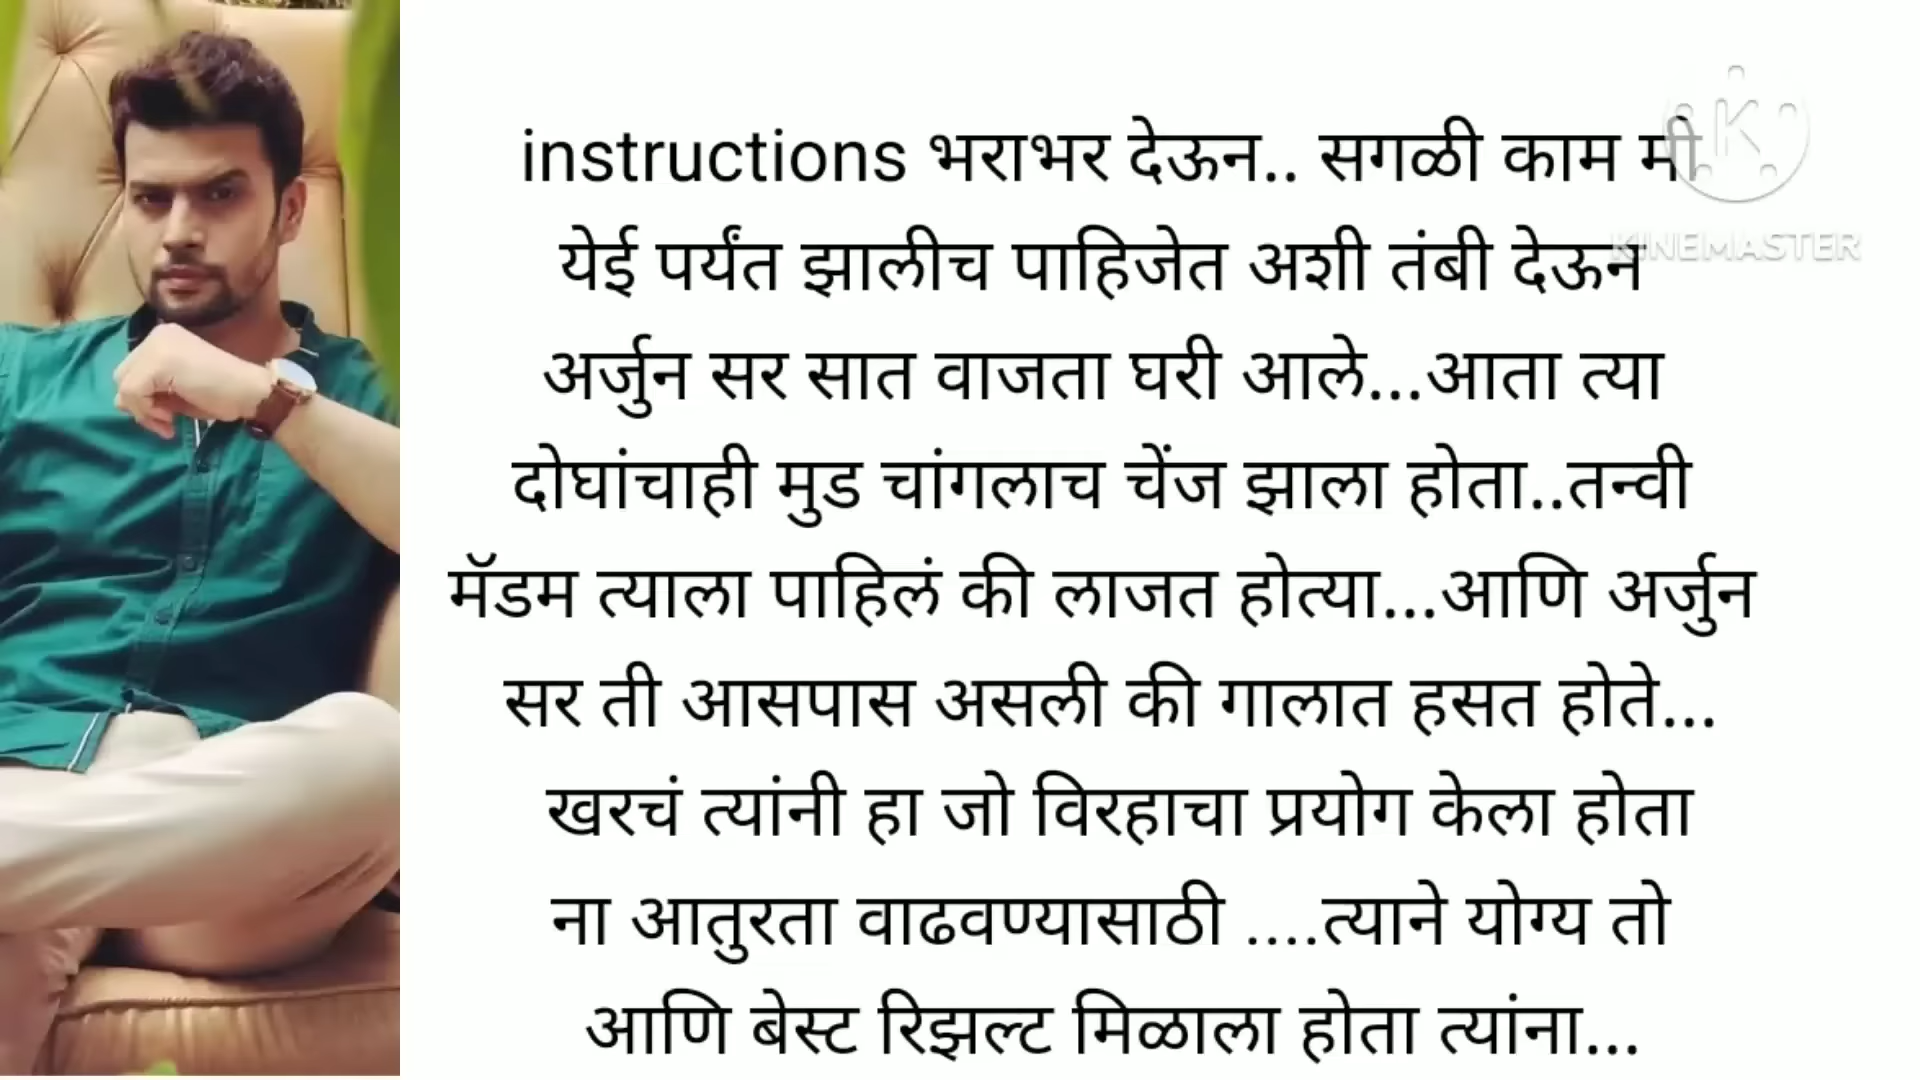 instructions भराभर देऊन.. सगळी काम मी
येई पर्यंत झालीच पाहिजेत अशी तंबी देऊन
अर्जुन सर सात वाजता घरी आले...आता त्या
दोघांचाही मुड चांगलाच चेंज झाला होता..तन्वी
मॅडम त्याला पाहिलं की लाजत होत्या...आणि अर्जुन
सर ती आसपास असली की गालात हसत होते...
खरचं त्यांनी हा जो विरहाचा प्रयोग केला होता
ना आतुरता वाढवण्यासाठी ....त्याने योग्य तो
आणि बेस्ट रिझल्ट मिळाला होता त्यांना...
K
KINEMASTER